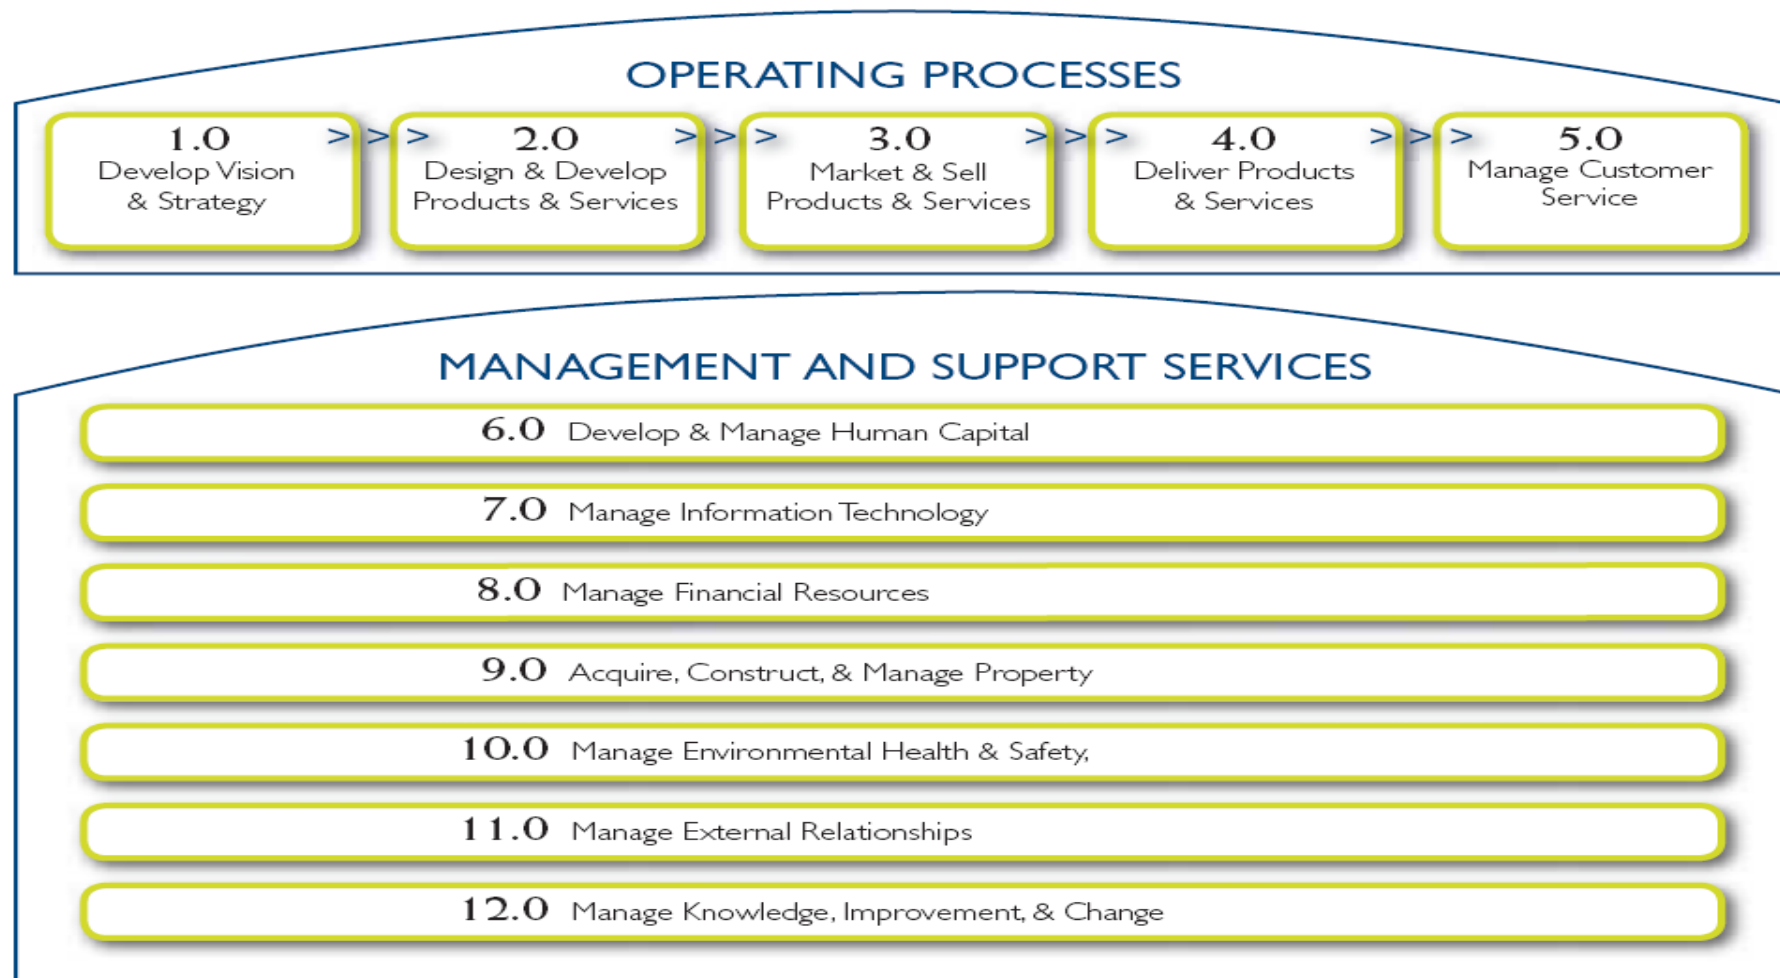 OPERATING PROCESSES
1.0 > > > 2.0 > > > 3.0 > > > 4.0 > > > 5.0
Develop Vision
& Strategy
Design & Develop
Products & Services
Market & Sell
Products & Services
Deliver Products
& Services
Manage Customer
Service
MANAGEMENT AND SUPPORT SERVICES
6.0 Develop & Manage Human Capital
7.0 Manage Information Technology
8.0 Manage Financial Resources
9.0 Acquire, Construct, & Manage Property
10.0 Manage Environmental Health & Safety,
11.0 Manage External Relationships
12.0 Manage Knowledge, Improvement, & Change